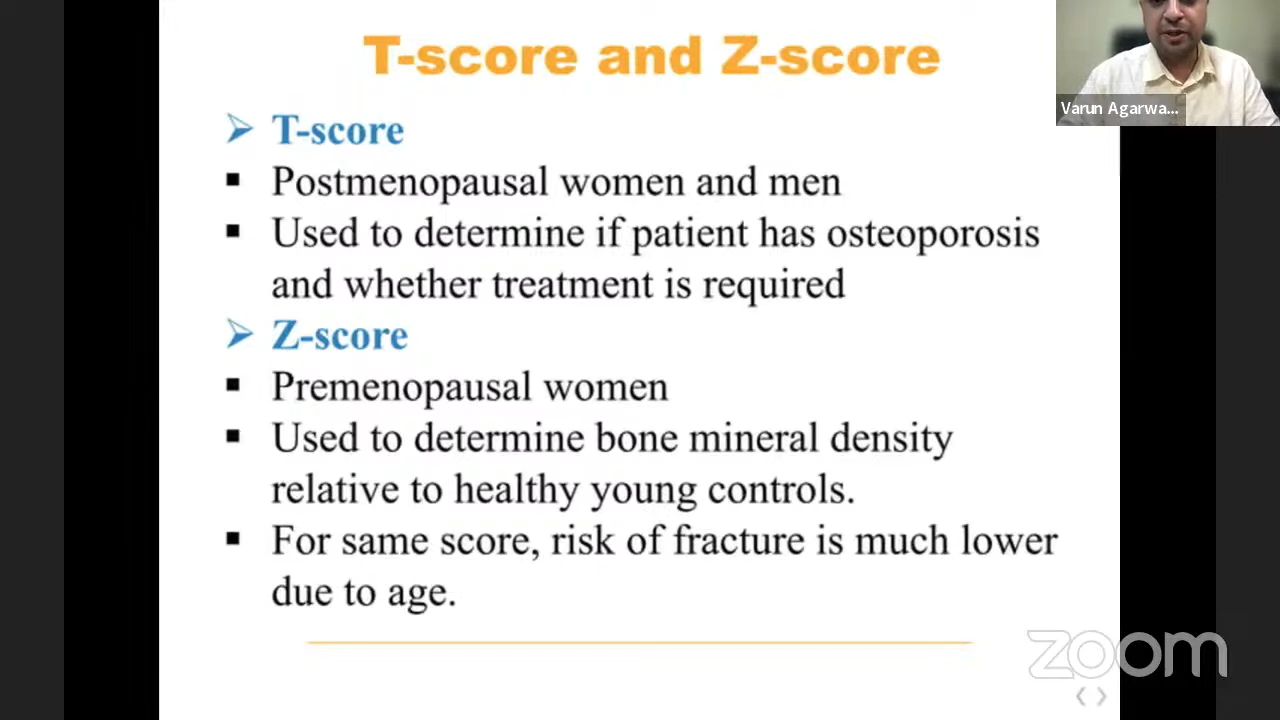 T-score and Z-score
Varun Agarwa...
➢ T-score
▪ Postmenopausal women and men
▪ Used to determine if patient has osteoporosis
and whether treatment is required
➢ Z-score
▪ Premenopausal women
▪ Used to determine bone mineral density
relative to healthy young controls.
▪ For same score, risk of fracture is much lower
due to age.
zoom